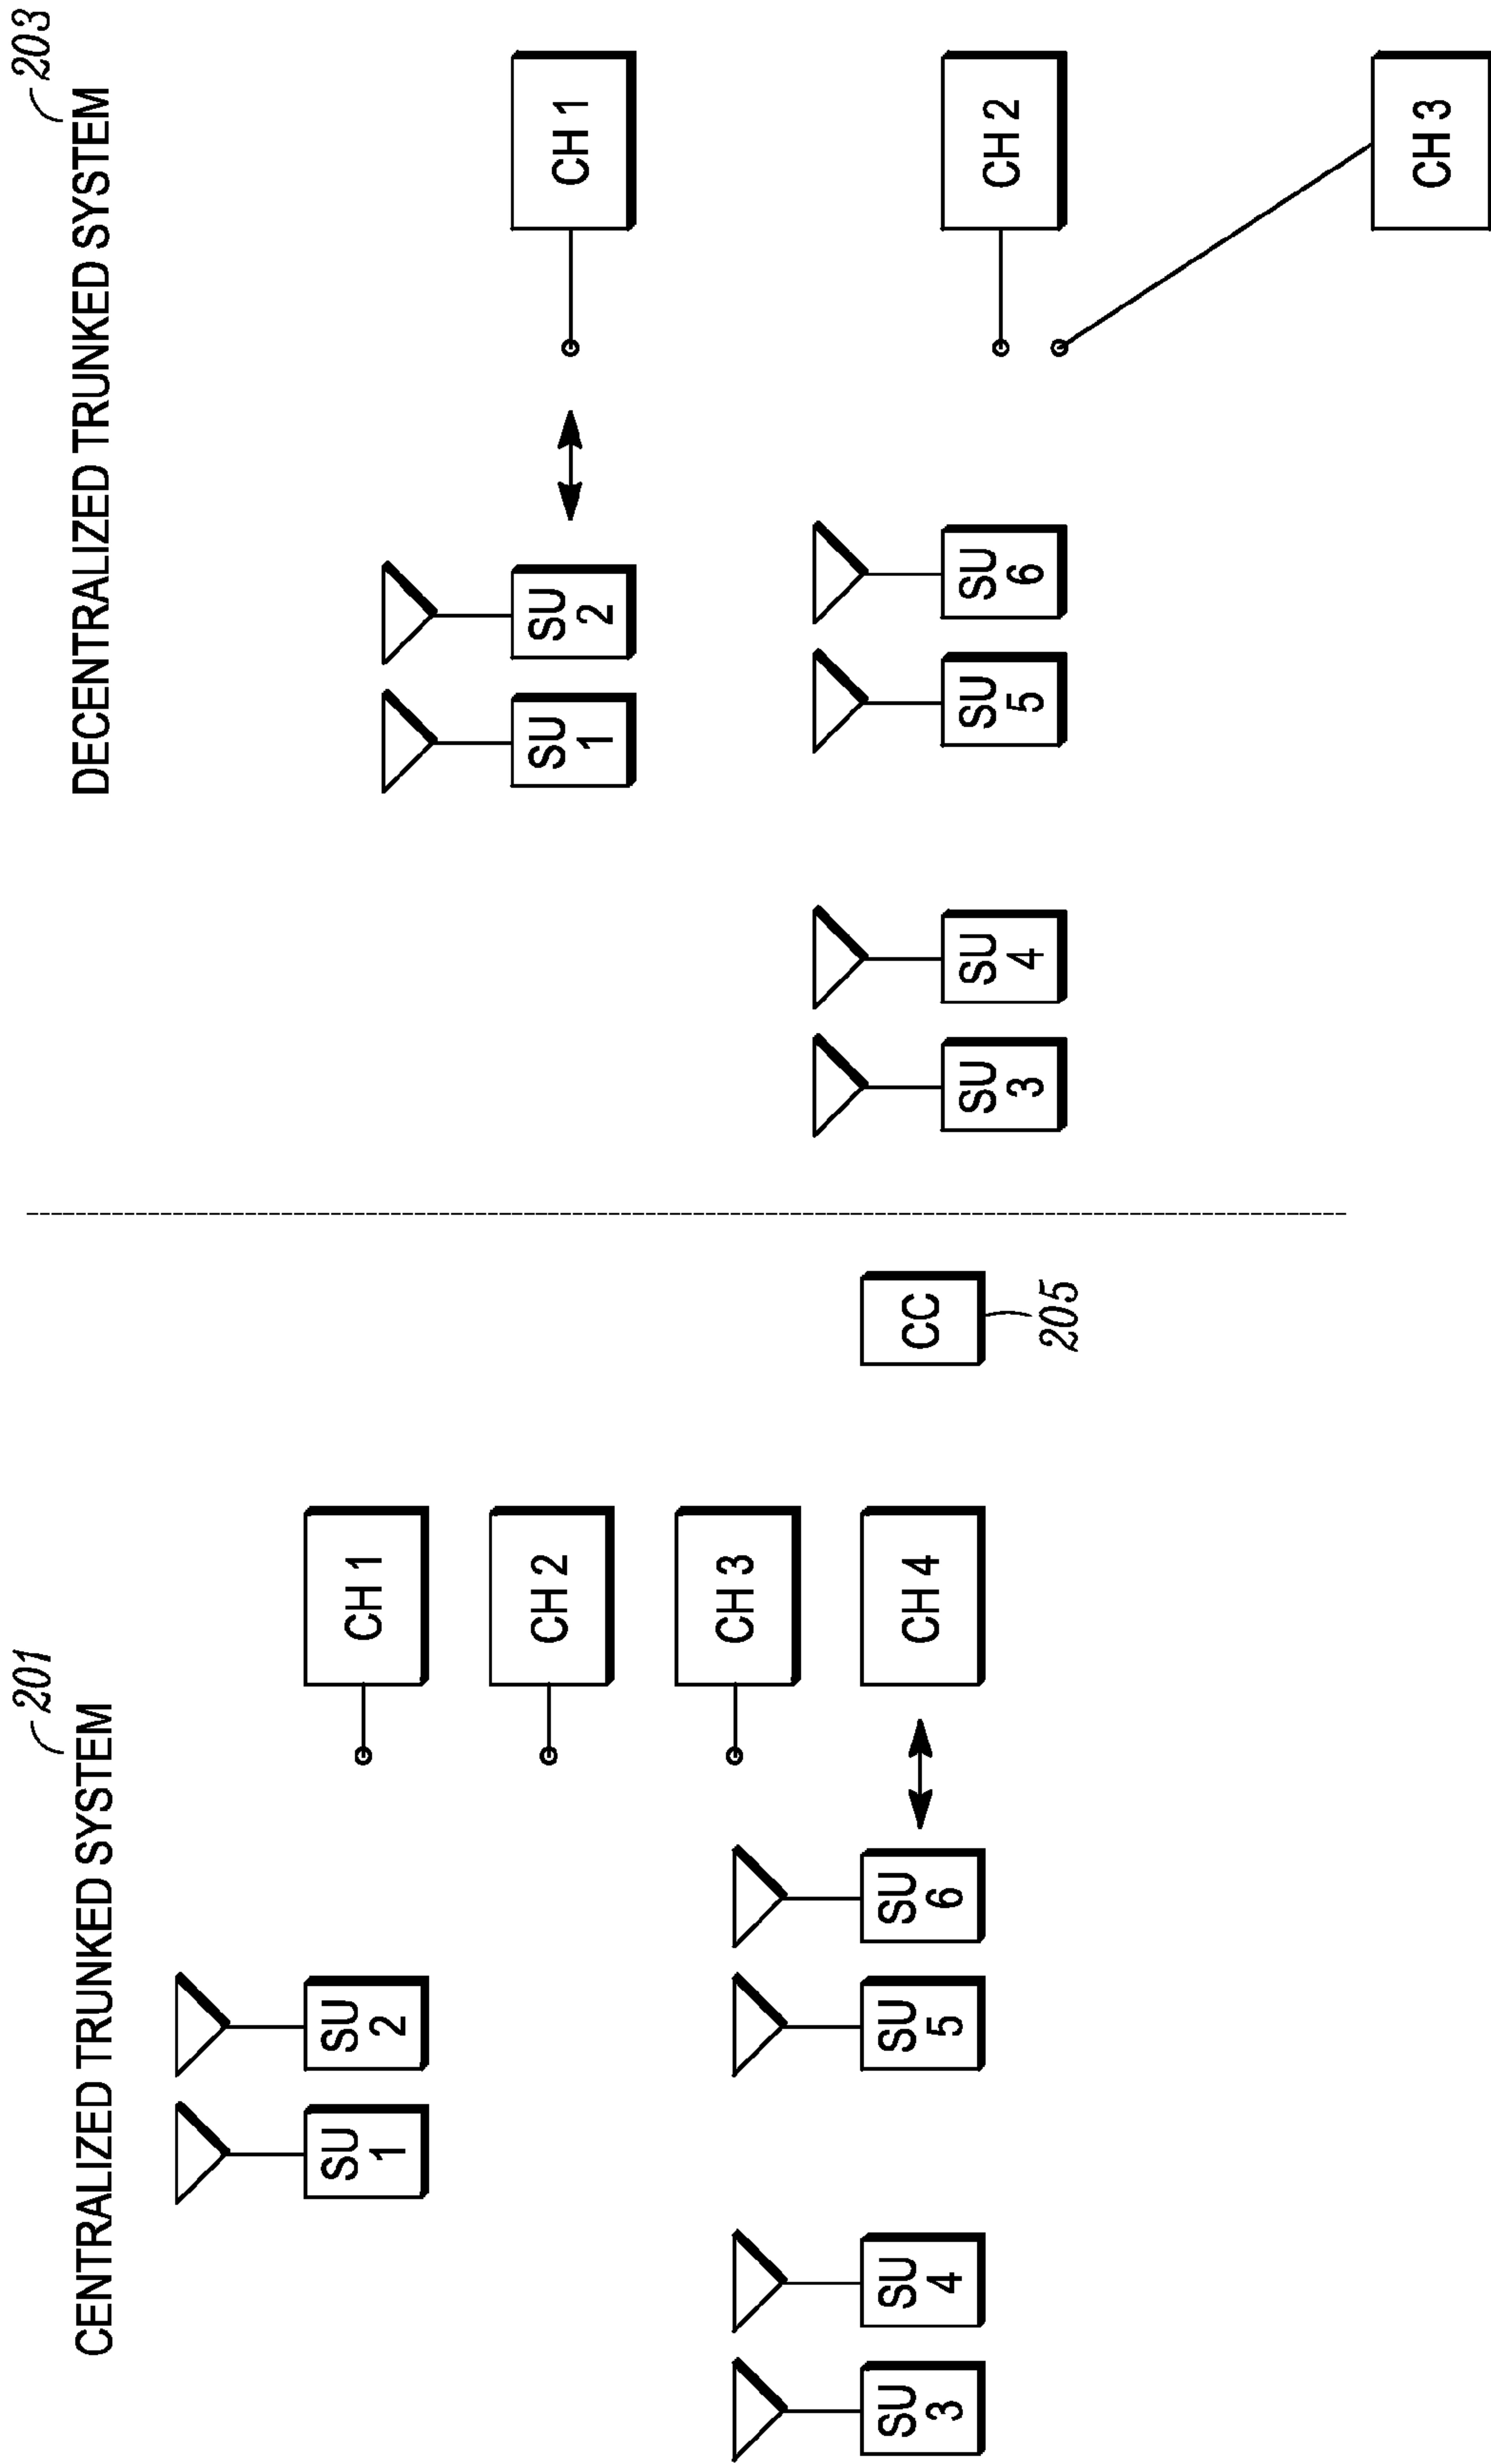 CENTRALIZED TRUNKED SYSTEM
201
SU
1
SU
2
CH 1
CH 2
CH 3
SU
3
SU
4
SU
5
SU
6
CH 4
CC
205
DECENTRALIZED TRUNKED SYSTEM
203
SU
1
SU
2
CH 1
SU
3
SU
4
SU
5
SU
6
CH 2
CH 3